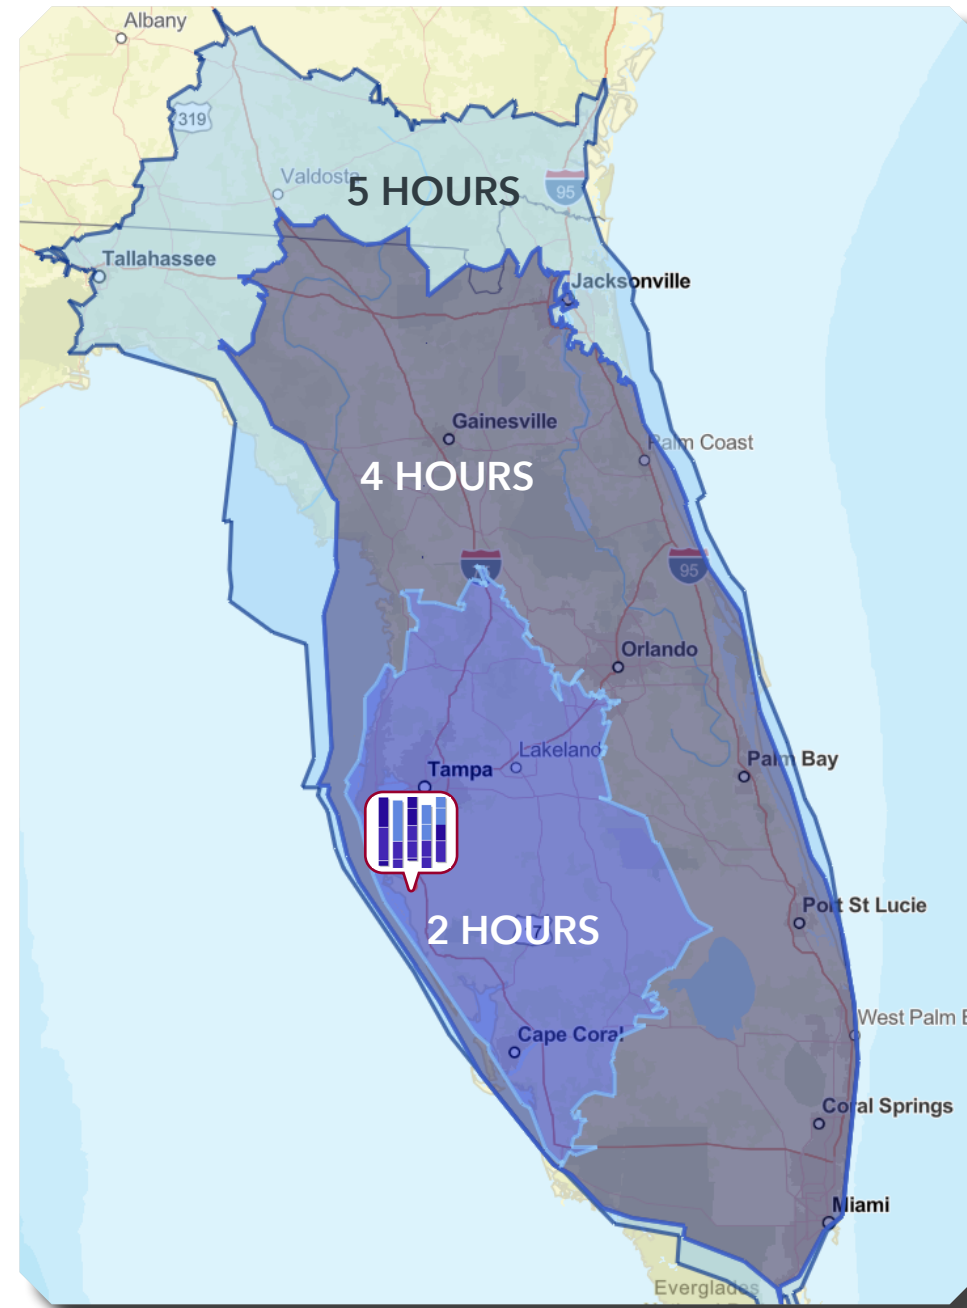 Albany
319
Valdosta
5 HOURS
95
Tallahassee
Jacksonville
Gainesville
Palm Coast
4 HOURS
95
Orlando
Lakeland
Palm Bay
Tampa
Port St Lucie
2 HOURS
West Palm
Cape Coral
Coral Springs
Miami
Everglades